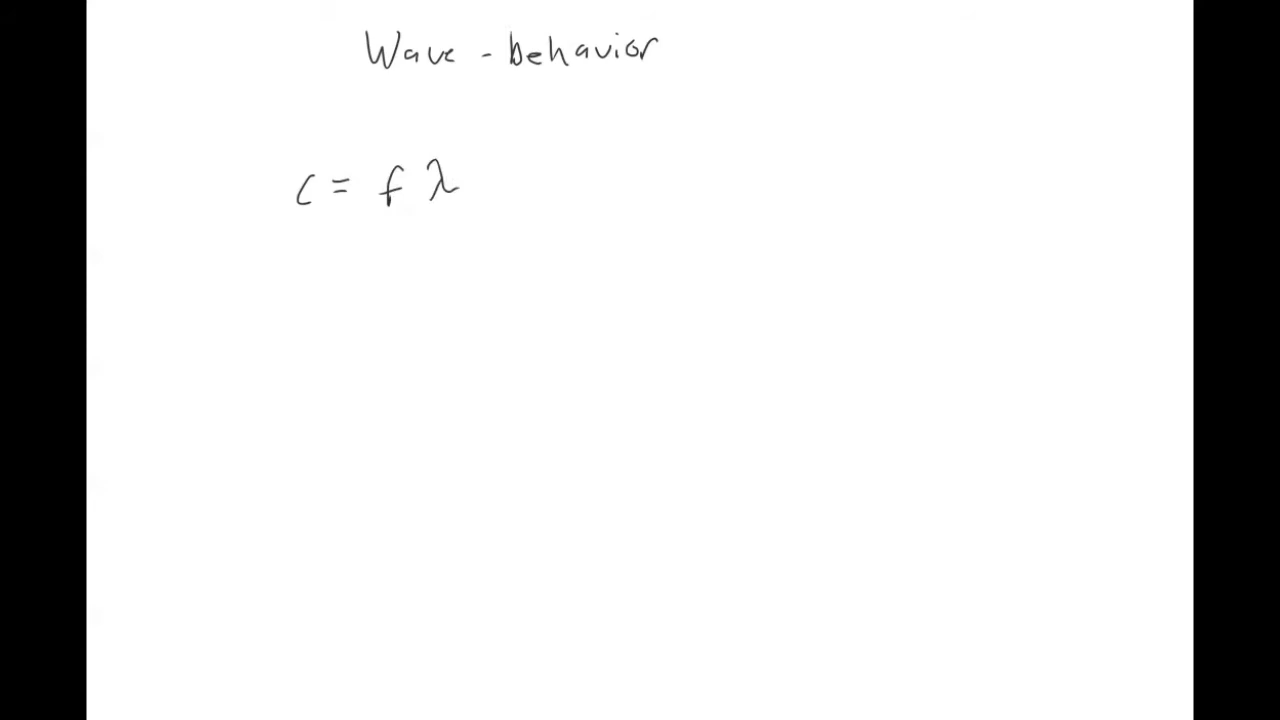 Wave - behavior
c = f λ